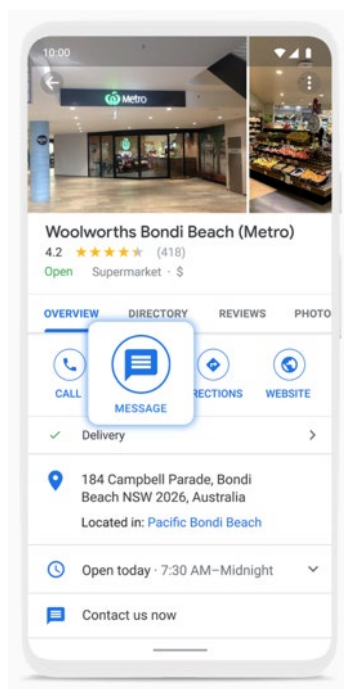 10:00
Metro
Woolworths Bondi Beach (Metro)
4.2 ★★★★★ (418)
Open Supermarket · $
OVERVIEW DIRECTORY REVIEWS PHOTO
CALL MESSAGE RECTIONS WEBSITE
Delivery
184 Campbell Parade, Bondi
Beach NSW 2026, Australia
Located in: Pacific Bondi Beach
Open today · 7:30 AM–Midnight
Contact us now